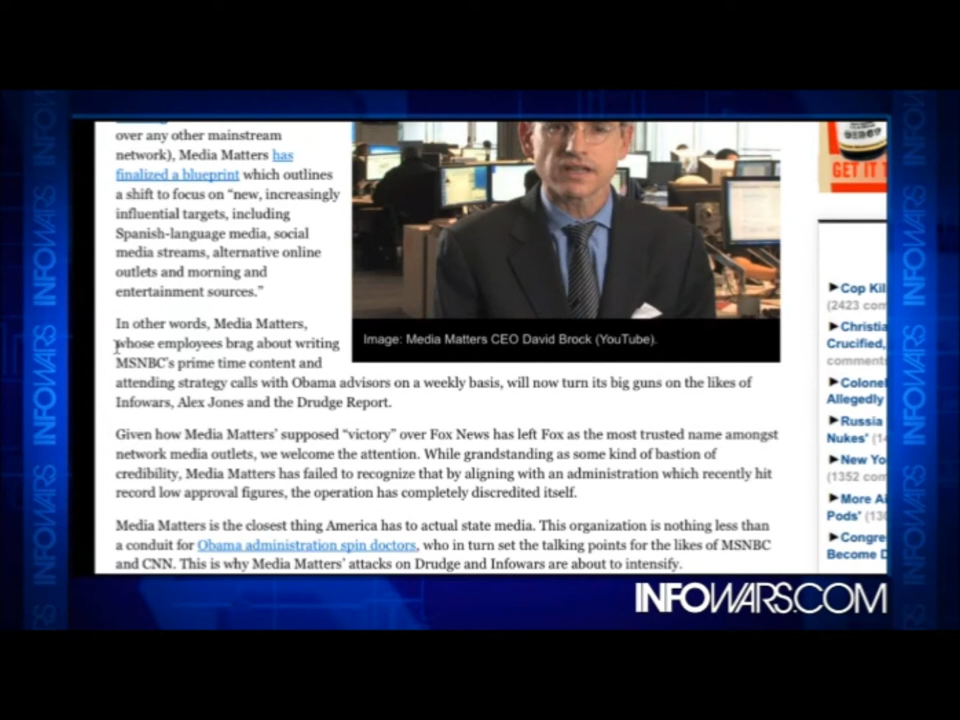 over any other mainstream
network), Media Matters has
finalized a blueprint which outlines
a shift to focus on “new, increasingly
influential targets, including
Spanish-language media, social
media streams, alternative online
outlets and morning and
entertainment sources.”
Image: Media Matters CEO David Brock (YouTube).
In other words, Media Matters,
whose employees brag about writing
MSNBC’s prime time content and
attending strategy calls with Obama advisors on a weekly basis, will now turn its big guns on the likes of
Infowars, Alex Jones and the Drudge Report.
Given how Media Matters’ supposed “victory” over Fox News has left Fox as the most trusted name amongst
network media outlets, we welcome the attention. While grandstanding as some kind of bastion of
credibility, Media Matters has failed to recognize that by aligning with an administration which recently hit
record low approval figures, the operation has completely discredited itself.
Media Matters is the closest thing America has to actual state media. This organization is nothing less than
a conduit for Obama administration spin doctors, who in turn set the talking points for the likes of MSNBC
and CNN. This is why Media Matters’ attacks on Drudge and Infowars are about to intensify.
GET IT
Cop Kil
(2423 com
Christia
Crucified,
comments
Colonel
Allegedly
Russia
Nukes'
New Yo
(1352 com
More Ai
Pods'
Congre
Become D
INFOWARS
INFOWARS
INFOWARS
INFOWARS
INFOWARS.COM